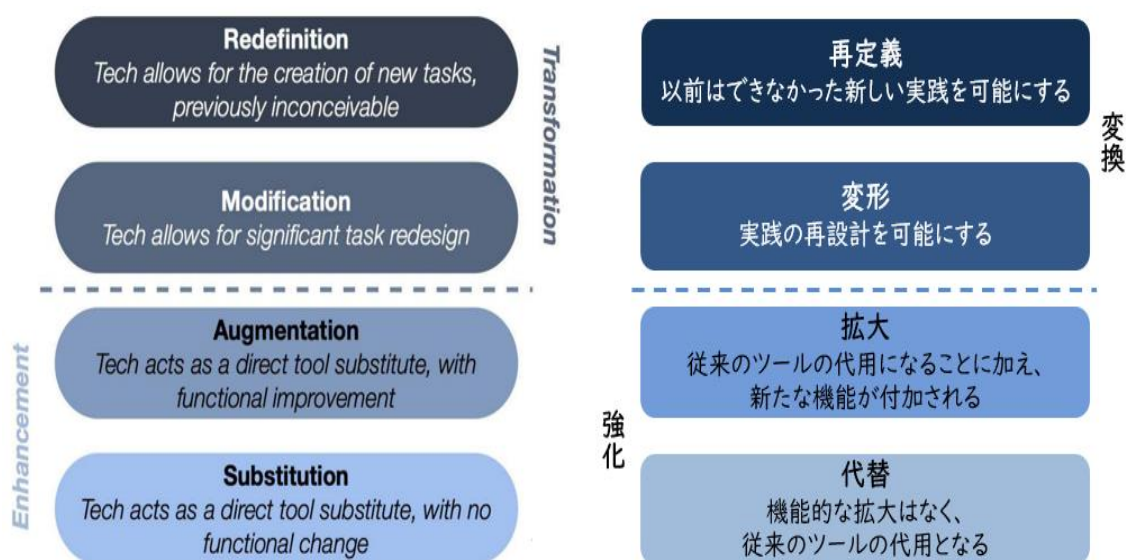 Redefinition
Tech allows for the creation of new tasks,
previously inconceivable
Modification
Tech allows for significant task redesign
Transformation
Augmentation
Tech acts as a direct tool substitute, with
functional improvement
Substitution
Tech acts as a direct tool substitute, with no
functional change
Enhancement
再定義
以前はできなかった新しい実践を可能にする
変形
実践の再設計を可能にする
変換
拡大
従来のツールの代用になることに加え、
新たな機能が付加される
代替
機能的な拡大はなく、
従来のツールの代用となる
強化